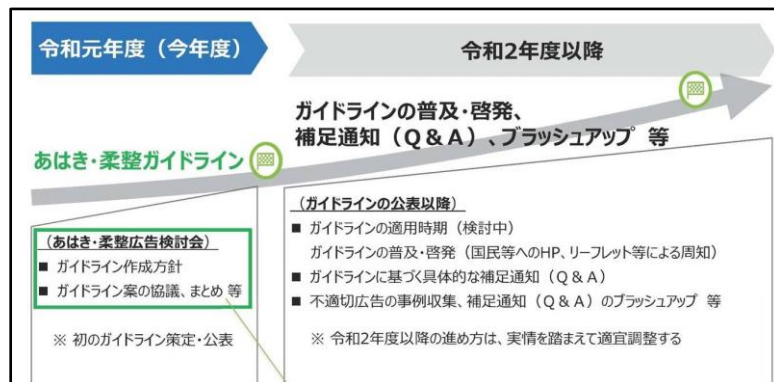 令和元年度（今年度）
令和2年度以降
ガイドラインの普及・啓発、
補足通知（Ｑ＆Ａ）、ブラッシュアップ 等
あはき・柔整ガイドライン
（あはき・柔整広告検討会）
■ ガイドライン作成方針
■ ガイドライン案の協議、まとめ 等
※ 初のガイドライン策定・公表
（ガイドラインの公表以降）
■ ガイドラインの適用時期（検討中）
ガイドラインの普及・啓発（国民等へのHP、リーフレット等による周知）
■ ガイドラインに基づく具体的な補足通知（Ｑ＆Ａ）
■ 不適切広告の事例収集、補足通知（Ｑ＆Ａ）のブラッシュアップ 等
※ 令和2年度以降の進め方は、実情を踏まえて適宜調整する